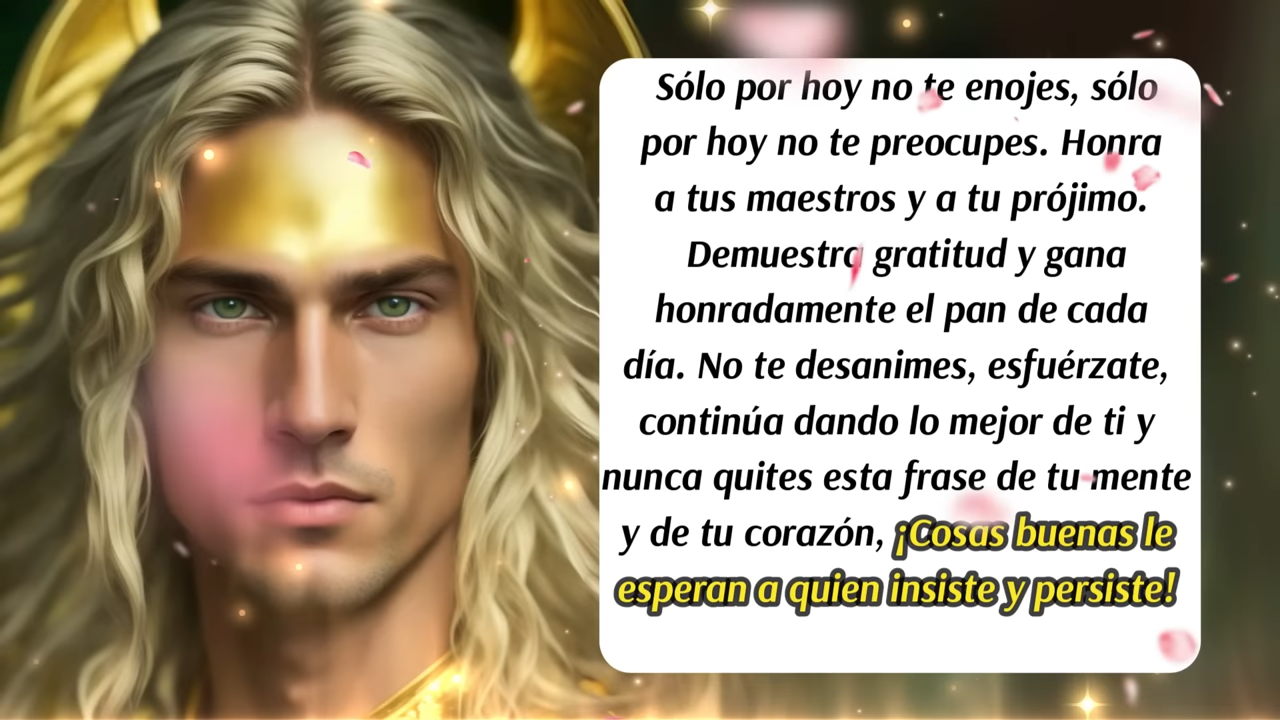 Sólo por hoy no te enojes, sólo
por hoy no te preocupes. Honra
a tus maestros y a tu prójimo.
Demuestra gratitud y gana
honradamente el pan de cada
día. No te desanimes, esfuérzate,
continúa dando lo mejor de ti y
nunca quites esta frase de tu mente
y de tu corazón, ¡Cosas buenas le
esperan a quien insiste y persiste!